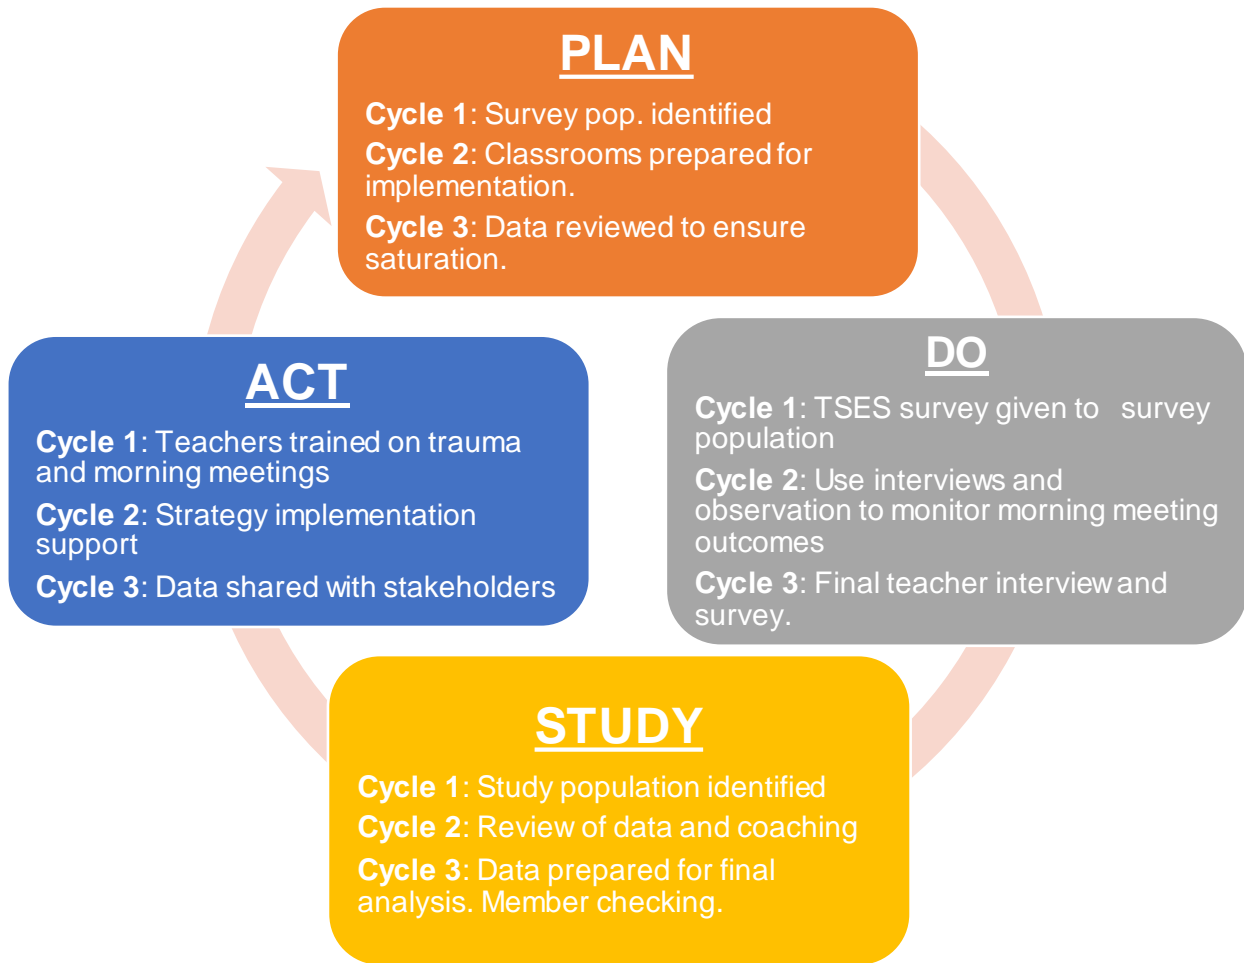 PLAN
Cycle 1: Survey pop. identified
Cycle 2: Classrooms prepared for
implementation.
Cycle 3: Data reviewed to ensure
saturation.
DO
Cycle 1: TSES survey given to survey
population
Cycle 2: Use interviews and
observation to monitor morning meeting
outcomes
Cycle 3: Final teacher interview and
survey.
STUDY
Cycle 1: Study population identified
Cycle 2: Review of data and coaching
Cycle 3: Data prepared for final
analysis. Member checking.
ACT
Cycle 1: Teachers trained on trauma
and morning meetings
Cycle 2: Strategy implementation
support
Cycle 3: Data shared with stakeholders